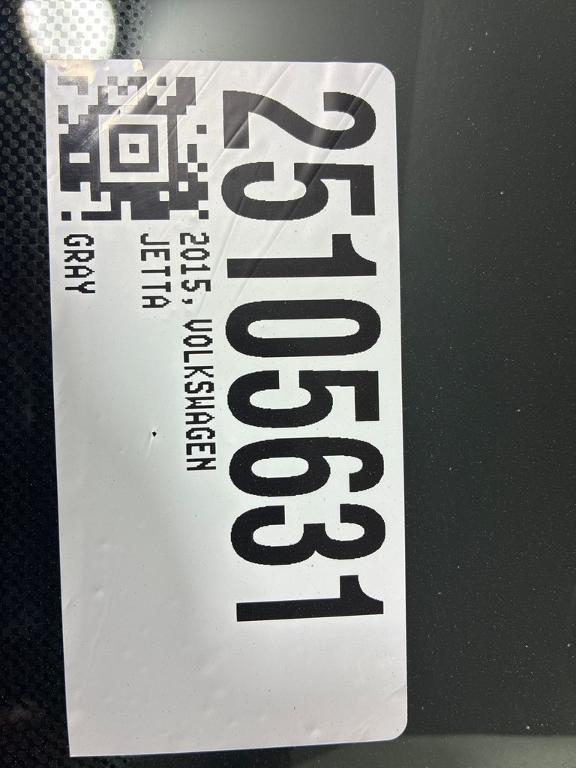 25105631
2015, VOLKSWAGEN
JETTA
GRAY